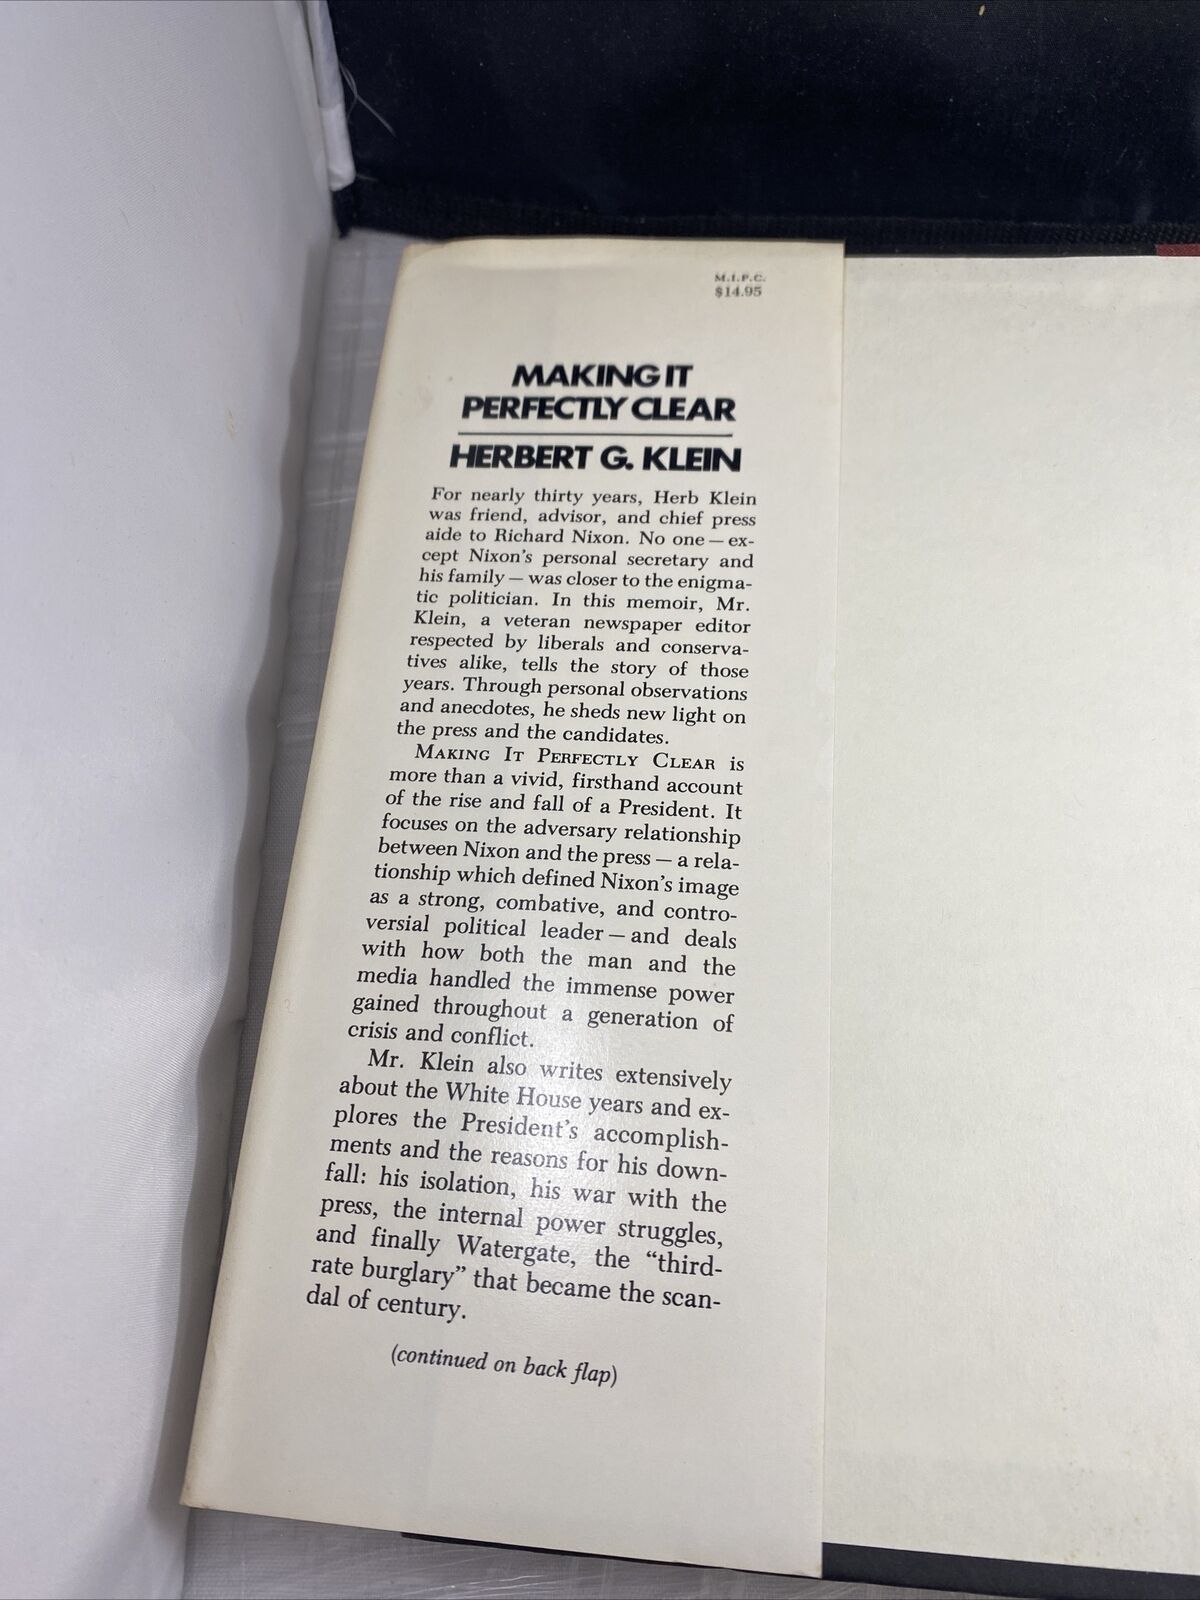 M.I.P.C.
$14.95
MAKING IT
PERFECTLY CLEAR
HERBERT G. KLEIN
For nearly thirty years, Herb Klein
was friend, advisor, and chief press
aide to Richard Nixon. No one — ex-
cept Nixon's personal secretary and
his family — was closer to the enigma-
tic politician. In this memoir, Mr.
Klein, a veteran newspaper editor
respected by liberals and conserva-
tives alike, tells the story of those
years. Through personal observations
and anecdotes, he sheds new light on
the press and the candidates.
MAKING IT PERFECTLY CLEAR is
more than a vivid, firsthand account
of the rise and fall of a President. It
focuses on the adversary relationship
between Nixon and the press — a rela-
tionship which defined Nixon's image
as a strong, combative, and contro-
versial political leader — and deals
with how both the man and the
media handled the immense power
gained throughout a generation of
crisis and conflict.
Mr. Klein also writes extensively
about the White House years and ex-
plores the President's accomplish-
ments and the reasons for his down-
fall: his isolation, his war with the
press, the internal power struggles,
and finally Watergate, the “third-
rate burglary” that became the scan-
dal of century.
(continued on back flap)